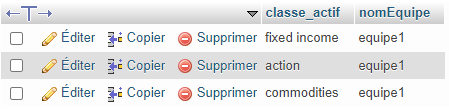 classe_actif nomEquipe
Éditer Copier Supprimer fixed income equipe1
Éditer Copier Supprimer action equipe1
Éditer Copier Supprimer commodities equipe1